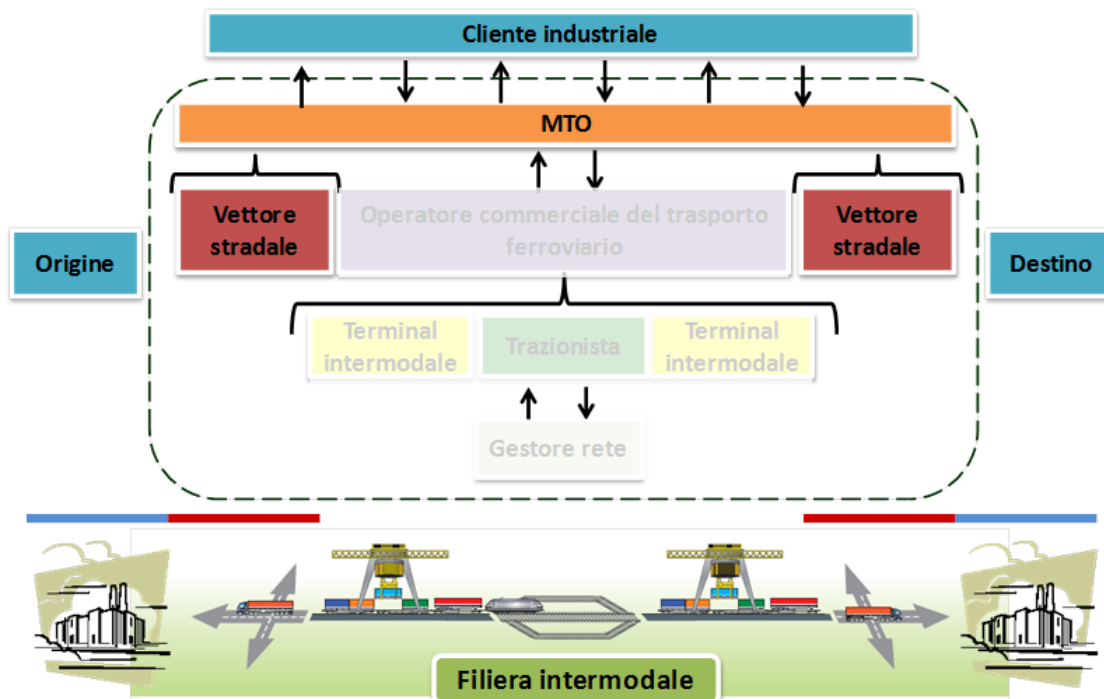 Cliente industriale
MTO
Vettore
stradale
Operatore commerciale del trasporto
ferroviario
Vettore
stradale
Origine
Destino
Terminal
intermodale
Trazionista
Terminal
intermodale
Gestore rete
Filiera intermodale